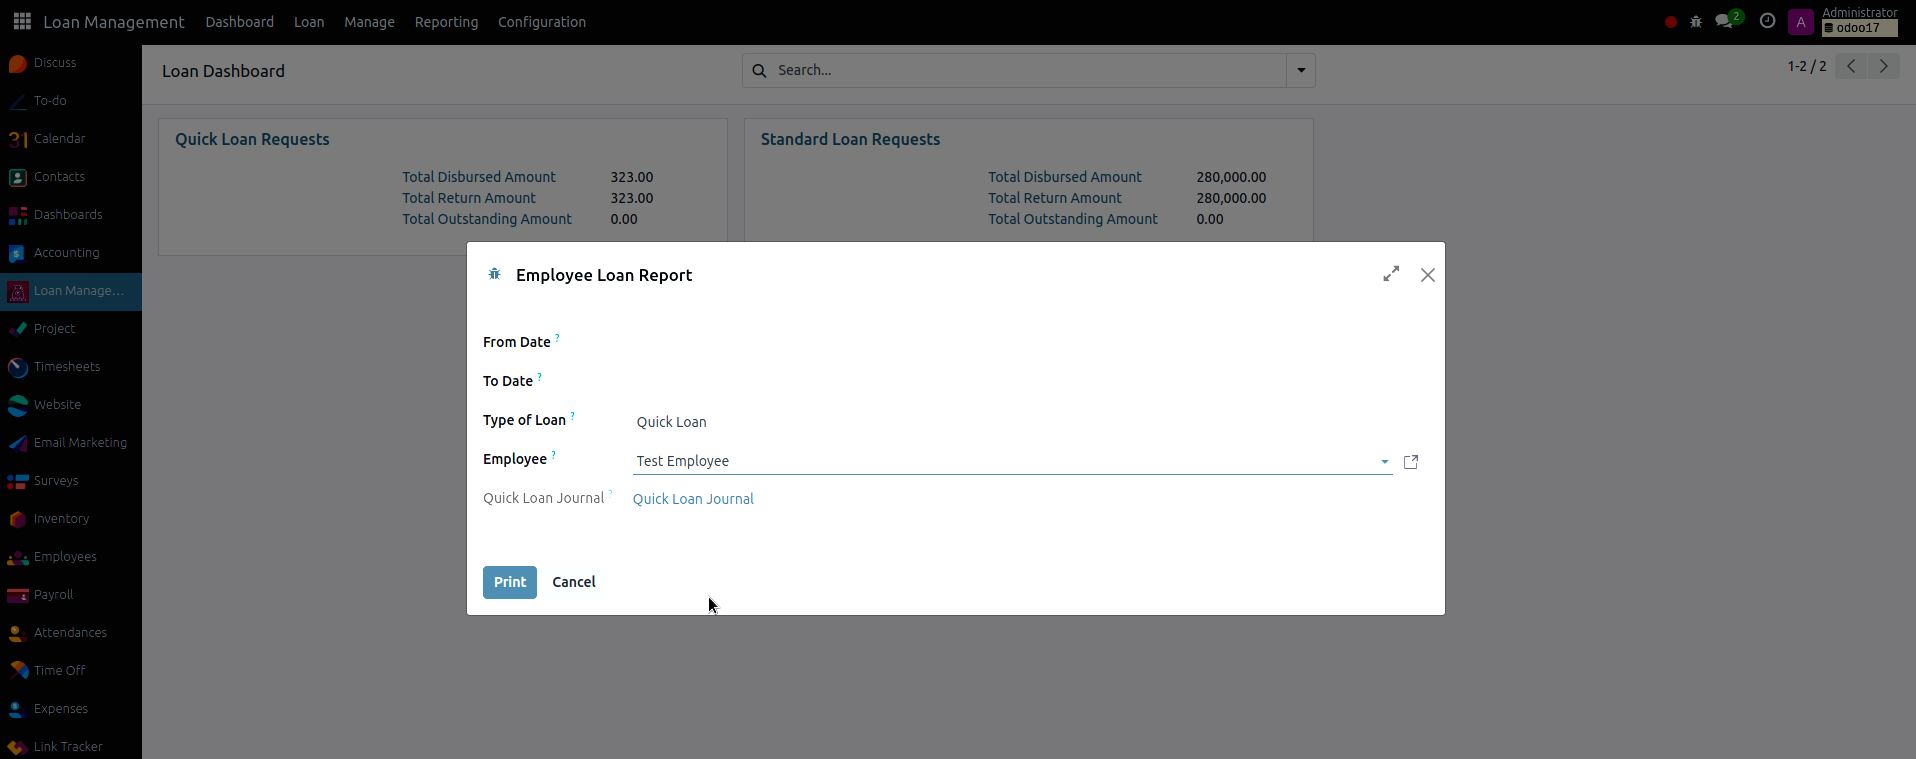 Loan Management Dashboard Loan Manage Reporting Configuration 2 A Administrator
odoo17
Discuss
To-do
31 Calendar
Contacts
Dashboards
Accounting
Loan Manage...
Project
Timesheets
Website
Email Marketing
Surveys
Inventory
Employees
Payroll
Attendances
Time Off
Expenses
Link Tracker
Loan Dashboard Search... 1-2 / 2
Quick Loan Requests
Total Disbursed Amount 323.00
Total Return Amount 323.00
Total Outstanding Amount 0.00
Standard Loan Requests
Total Disbursed Amount 280,000.00
Total Return Amount 280,000.00
Total Outstanding Amount 0.00
Employee Loan Report
From Date ?
To Date ?
Type of Loan ? Quick Loan
Employee ? Test Employee
Quick Loan Journal ? Quick Loan Journal
Print Cancel